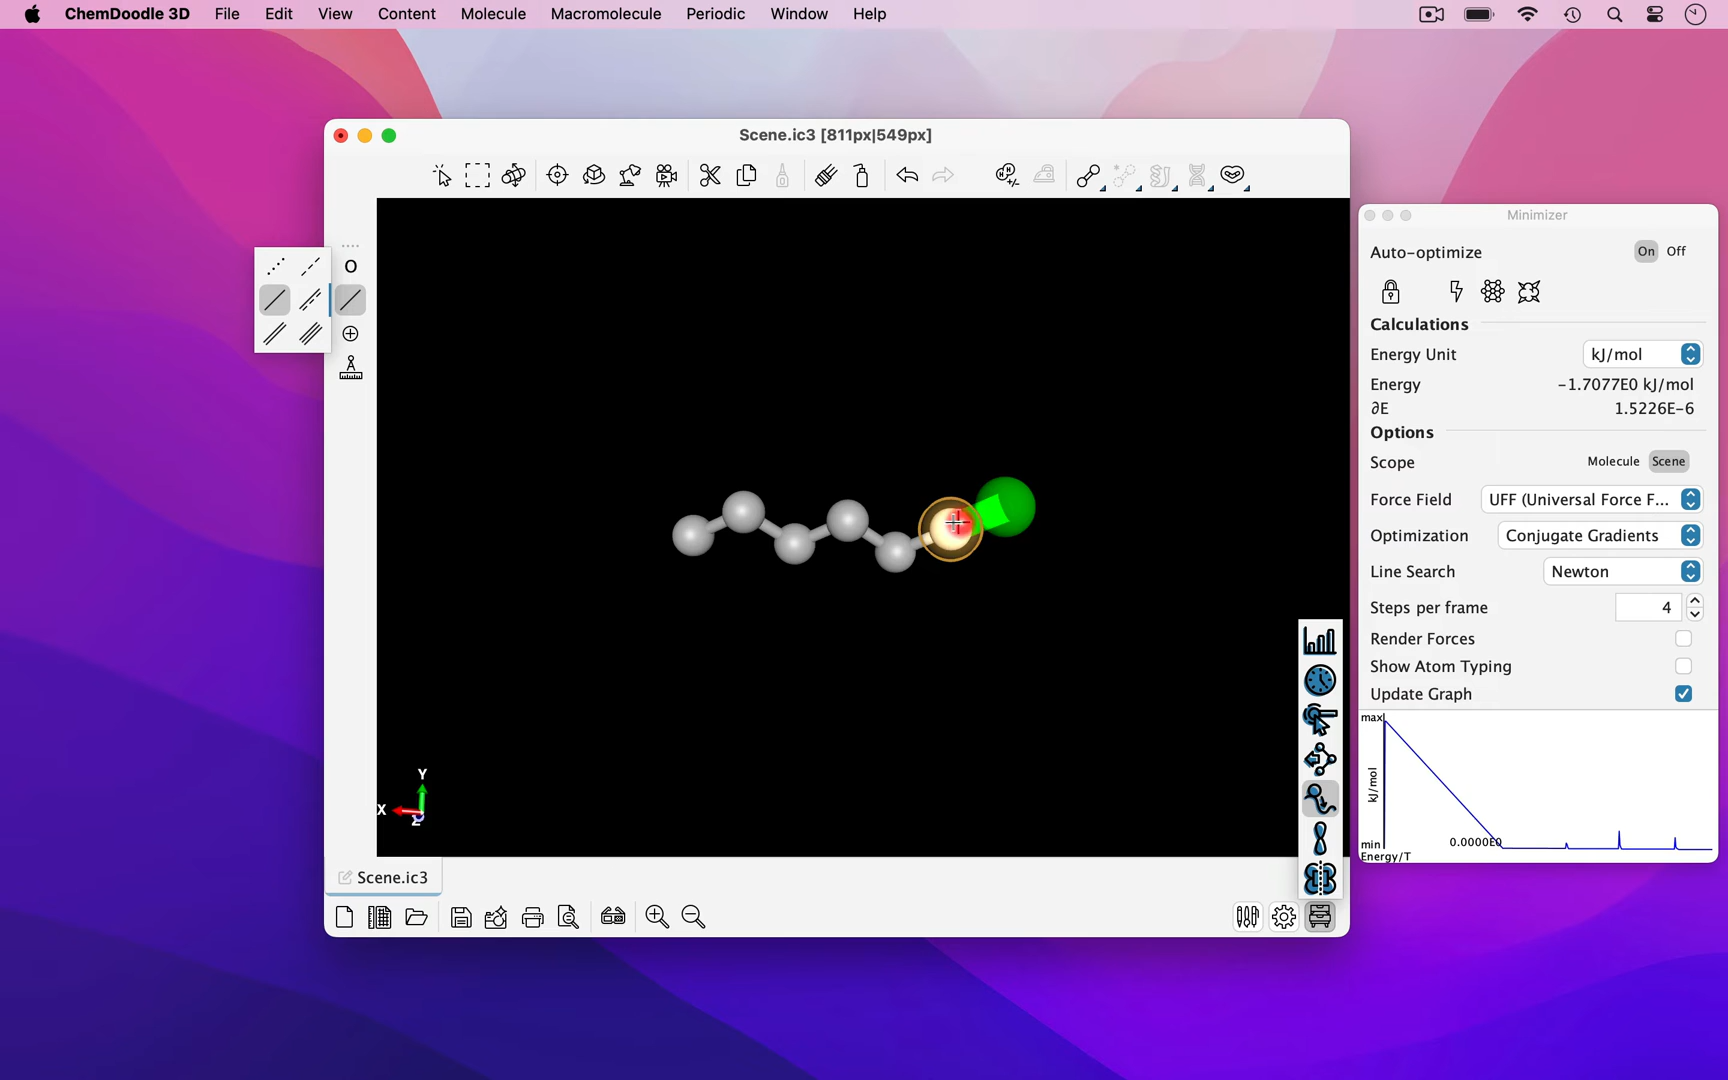 ChemDoodle 3D File Edit View Content Molecule Macromolecule Periodic Window Help
Scene.ic3 [811px|549px]
H H +/-
O
Y
X
Z
Scene.ic3
Minimizer
Auto-optimize On Off
Calculations
Energy Unit kJ/mol
Energy -1.7077E0 kJ/mol
∂E 1.5226E-6
Options
Scope Molecule Scene
Force Field UFF (Universal Force F...
Optimization Conjugate Gradients
Line Search Newton
Steps per frame 4
Render Forces
Show Atom Typing
Update Graph
max
kJ/mol
min 0.0000E0
Energy/T